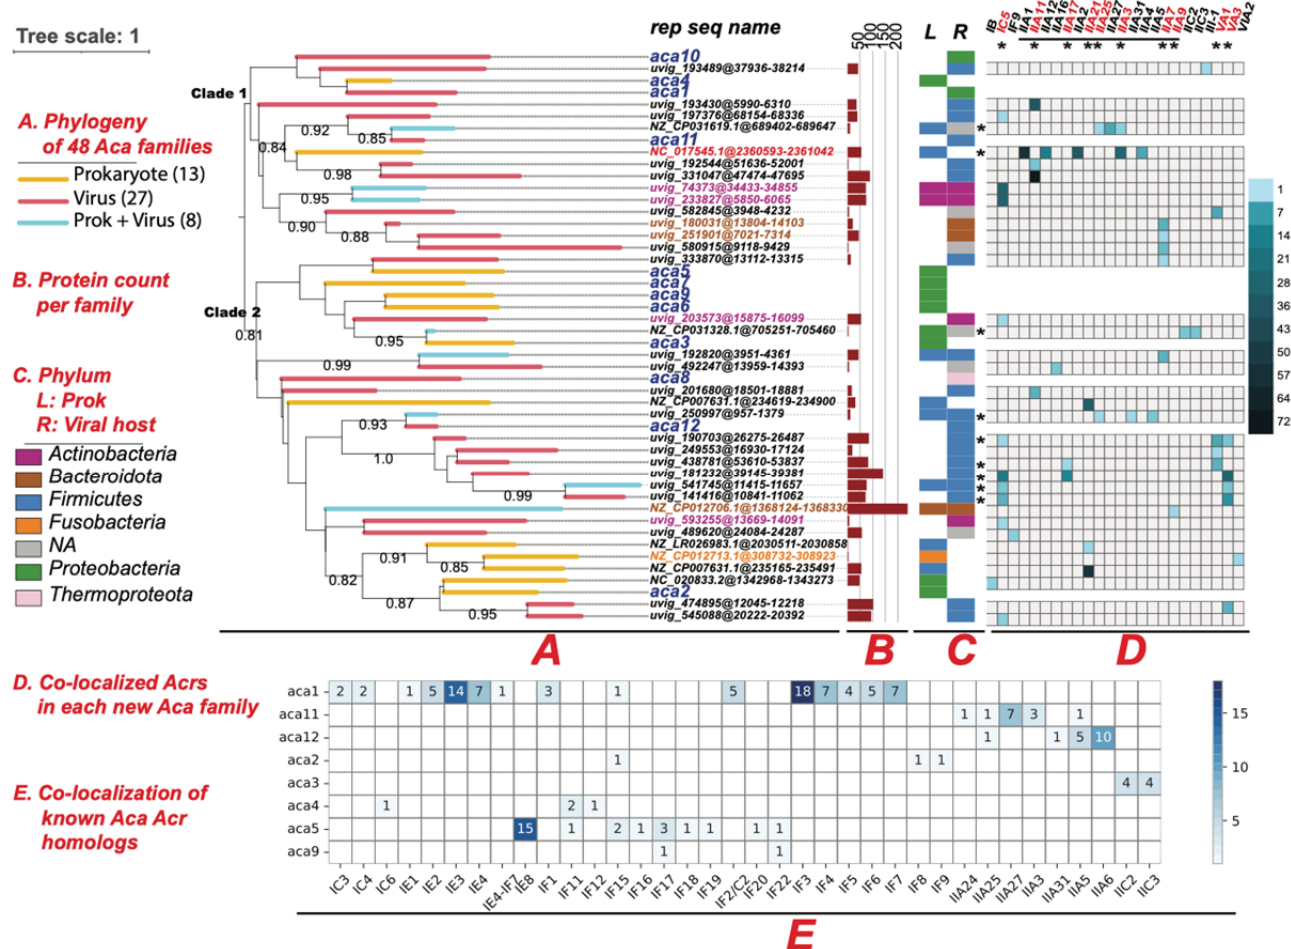 Tree scale: 1
A. Phylogeny
of 48 Aca families
Prokaryote (13)
Virus (27)
Prok + Virus (8)
B. Protein count
per family
C. Phylum
L: Prok
R: Viral host
Actinobacteria
Bacteroidota
Firmicutes
Fusobacteria
NA
Proteobacteria
Thermoproteota
Clade 1
Clade 2
0.92
0.85
0.84
0.98
0.95
0.90
0.88
0.81
0.95
0.99
0.93
1.0
0.99
0.91
0.85
0.82
0.87
0.95
rep seq name
50 100 150 200
L R
IB IC5 IF9 IIA1 IIA11 IIA12 IIA16 IIA17 IIA2 IIA21 IIA25 IIA27 IIA3 IIA31 IIA4 IIA5 IIA7 IIA9 IIC2 IIC3 III-1 VA1 VA3 VIA2
* * * * * * * * * *
aca10
uvig_193489@37936-38214
aca4
aca1
uvig_193430@5990-6310
uvig_197376@68154-68336
NZ_CP031619.1@689402-689647 *
aca11
NC_017545.1@2360593-2361042 *
uvig_192544@51636-52001
uvig_331047@47474-47695
uvig_74373@34433-34855
uvig_233827@5850-6065
uvig_582845@3948-4232
uvig_180031@13804-14103
uvig_251901@7021-7314
uvig_580915@9118-9429
uvig_333870@13112-13315
aca5
aca7
aca9
aca6
uvig_203573@15875-16099
NZ_CP031328.1@705251-705460 *
aca3
uvig_192820@3951-4361
uvig_492247@13959-14393
aca8
uvig_201680@18501-18881
NZ_CP007631.1@234619-234900
uvig_250997@957-1379 *
aca12
uvig_190703@26275-26487 *
uvig_249553@16930-17124
uvig_438781@53610-53837 *
uvig_181232@39145-39381 *
uvig_541745@11415-11657 *
uvig_141416@10841-11062 *
NZ_CP012706.1@1368124-1368330
uvig_593255@13669-14091
uvig_489620@24084-24287
NZ_LR026983.1@2030511-2030858
NZ_CP012713.1@308732-308923
NZ_CP007631.1@235165-235491
NC_020833.2@1342968-1343273
aca2
uvig_474895@12045-12218
uvig_545088@20222-20392
1
7
14
21
28
36
43
50
57
64
72
A B C D
D. Co-localized Acrs
in each new Aca family
E. Co-localization of
known Aca Acr
homologs
aca1 2 2 1 5 14 7 1 3 1 5 18 7 4 5 7
aca11 1 1 7 3 1
aca12 1 1 5 10
aca2 1 1 1
aca3 4 4
aca4 1 2 1
aca5 15 1 2 1 3 1 1 1 1
aca9 1 1
IC3 IC4 IC6 IE1 IE2 IE3 IE4 IE4-IF7 IE8 IF1 IF11 IF12 IF15 IF16 IF17 IF18 IF19 IF2/C2 IF20 IF22 IF3 IF4 IF5 IF6 IF7 IF8 IF9 IIA24 IIA25 IIA27 IIA3 IIA31 IIA5 IIA6 IIC2 IIC3
15
10
5
E